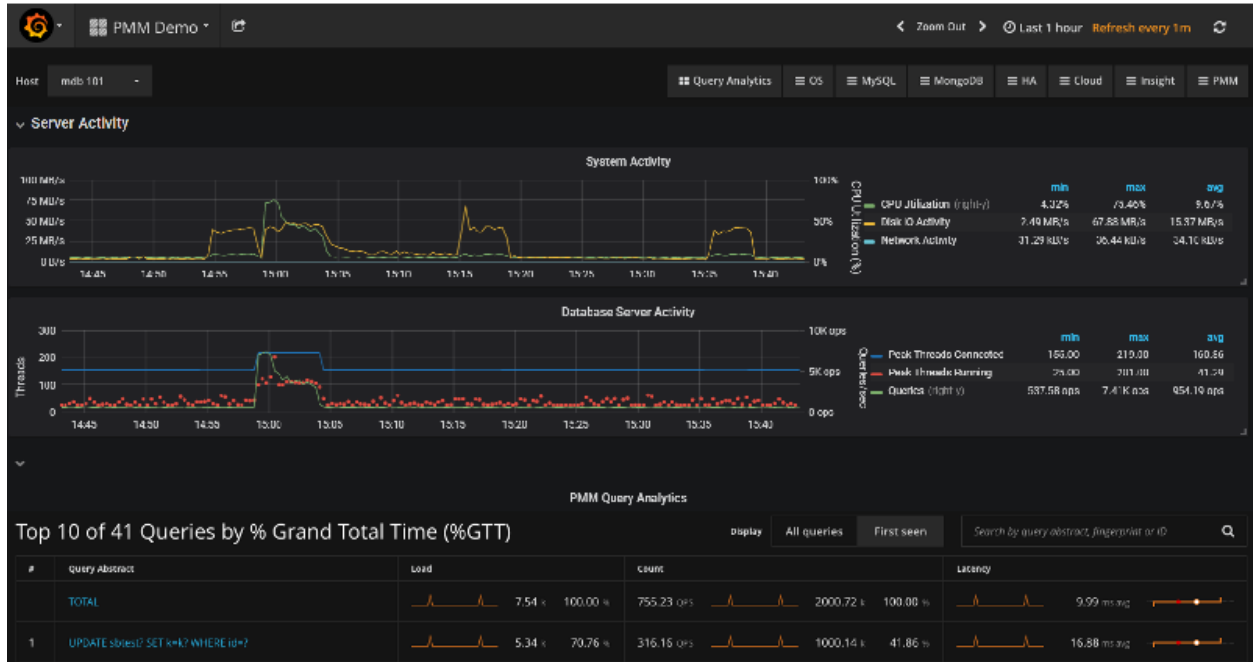 PMM Demo
Zoom Out Last 1 hour Refresh every 1m
Host mdb 101 Query Analytics OS MySQL MongoDB HA Cloud Insight PMM
Server Activity
System Activity
100 MB/s
75 MB/s
50 MB/s
25 MB/s
0 B/s
14:45 14:50 14:55 15:00 15:05 15:10 15:15 15:20 15:25 15:30 15:35 15:40
100%
50%
0%
CPU Utilization (%)
min max avg
CPU Utilization (right-y) 4.32% 75.46% 9.67%
Disk IO Activity 2.49 MB/s 67.88 MB/s 15.37 MB/s
Network Activity 31.29 kB/s 36.44 kB/s 34.10 kB/s
Database Server Activity
Threads
300
200
100
0
14:45 14:50 14:55 15:00 15:05 15:10 15:15 15:20 15:25 15:30 15:35 15:40
10K ops
5K ops
0 ops
Queries/sec
min max avg
Peak Threads Connected 219.00
Peak Threads Running 25.00 201.00 41.29
Queries (right y) 537.58 ops 7.41K ops 954.19 ops
PMM Query Analytics
Top 10 of 41 Queries by % Grand Total Time (%GTT) Display All queries First seen Search by query abstract, fingerprint or ID
# Query Abstract Load Count Latency
TOTAL 7.54 k 100.00 % 755.23 QPS 2000.72 k 100.00 % 9.99 ms avg
1 UPDATE sbtest? SET k=k? WHERE id=? 5.34 k 70.76 % 316.16 QPS 1000.14 k 41.86 % 16.88 ms avg